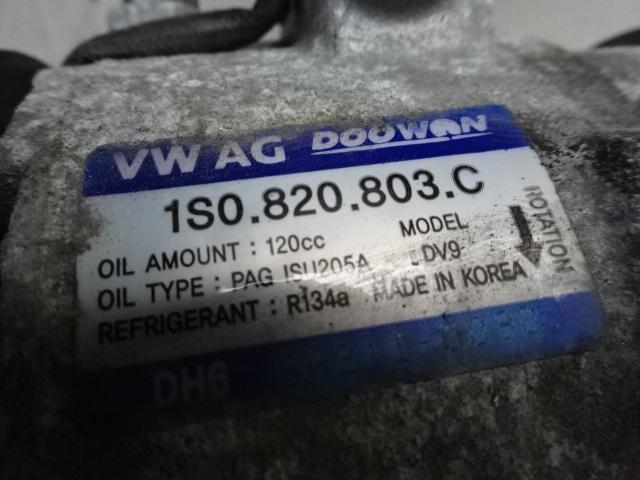 VW AG DOOWON
1S0.820.803.C
OIL AMOUNT : 120cc MODEL
OIL TYPE : PAG ISU205A DV9
REFRIGERANT : R134a MADE IN KOREA
ROTATION
DH6